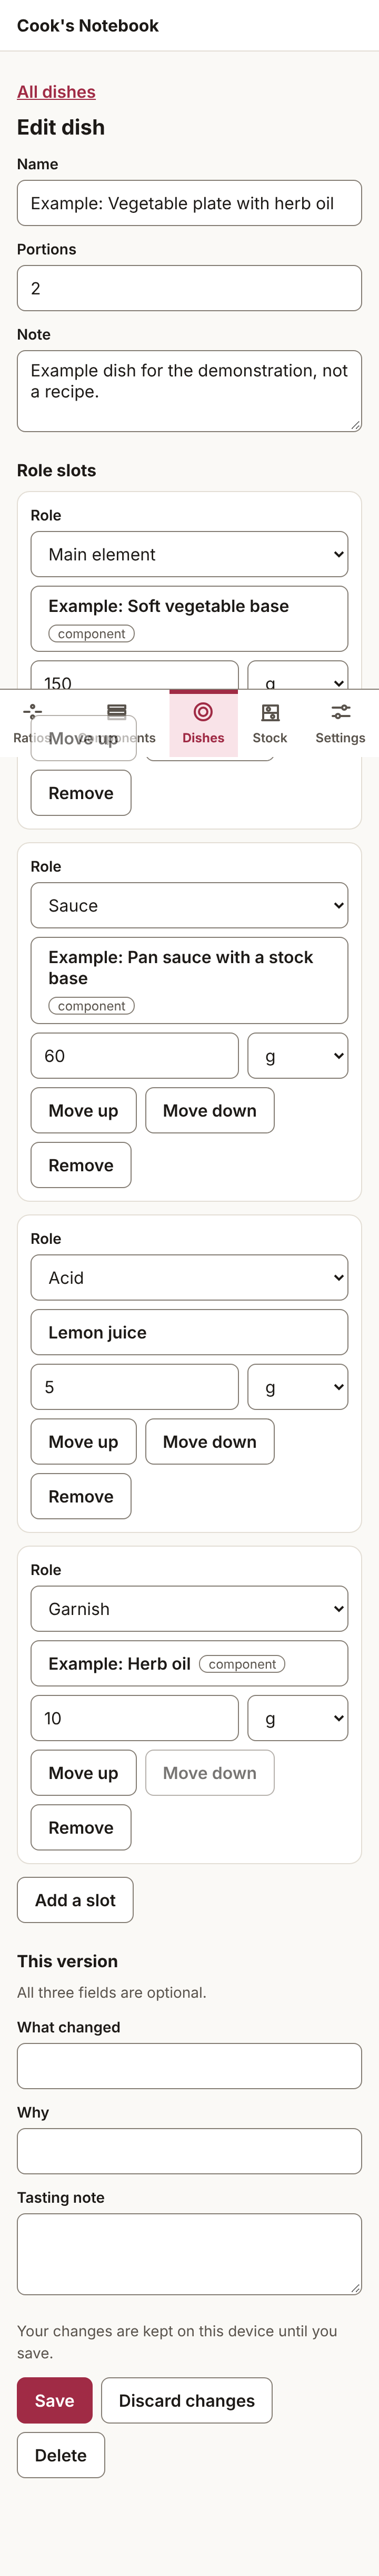 Cook's Notebook
All dishes
Edit dish
Name
Example: Vegetable plate with herb oil
Portions
2
Note
Example dish for the demonstration, not
a recipe.
Role slots
Role
Main element
Example: Soft vegetable base
component
150 g
Ratios Components Dishes Stock Settings
Move up
Remove
Role
Sauce
Example: Pan sauce with a stock
base
component
60 g
Move up Move down
Remove
Role
Acid
Lemon juice
5 g
Move up Move down
Remove
Role
Garnish
Example: Herb oil component
10 g
Move up Move down
Remove
Add a slot
This version
All three fields are optional.
What changed
Why
Tasting note
Your changes are kept on this device until you
save.
Save Discard changes
Delete